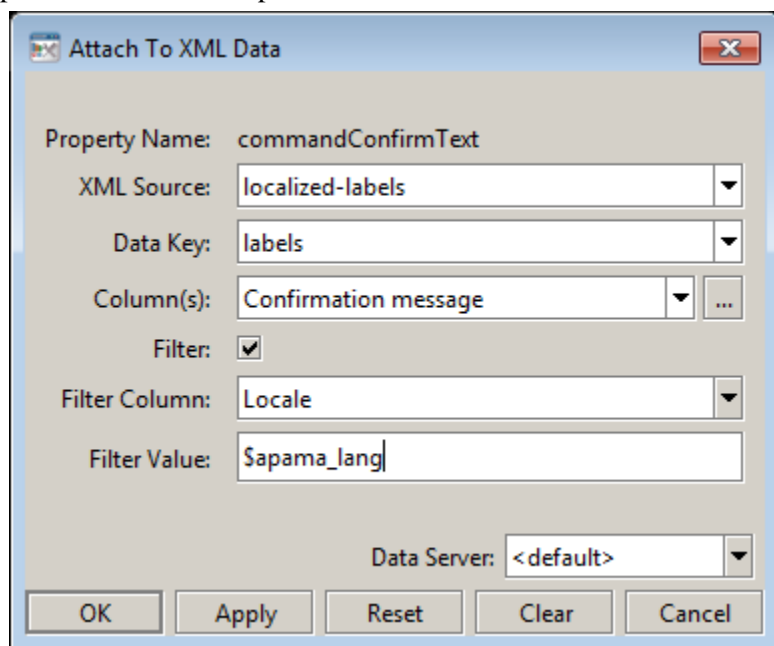 Attach To XML Data
Property Name: commandConfirmText
XML Source: localized-labels
Data Key: labels
Column(s): Confirmation message ...
Filter:
Filter Column: Locale
Filter Value: $apama_lang
Data Server: <default>
OK Apply Reset Clear Cancel